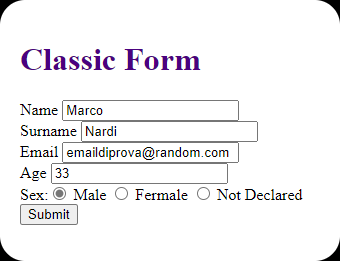 Classic Form
Name Marco
Surname Nardi
Email emaildiprova@random.com
Age 33
Sex: Male Fermale Not Declared
Submit